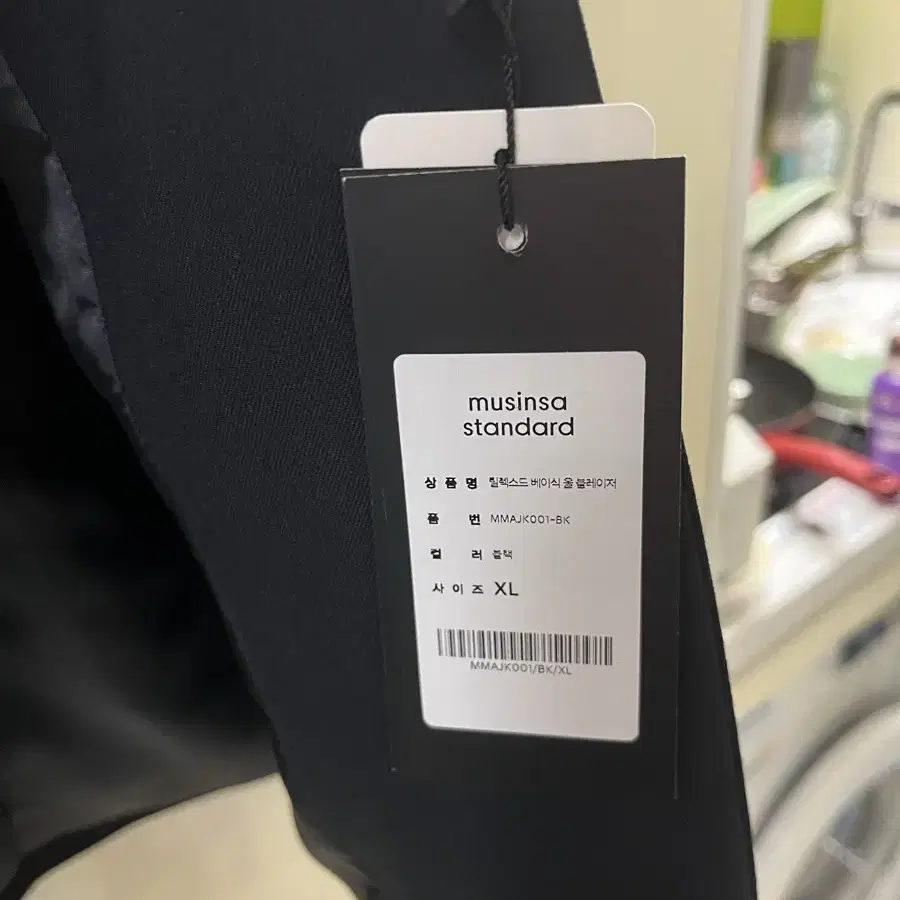 musinsa
standard
상품명 릴렉스드 베이식 울 블레이저
품번 MMAJK001-BK
컬러 블랙
사이즈 XL
MMAJK001/BK/XL